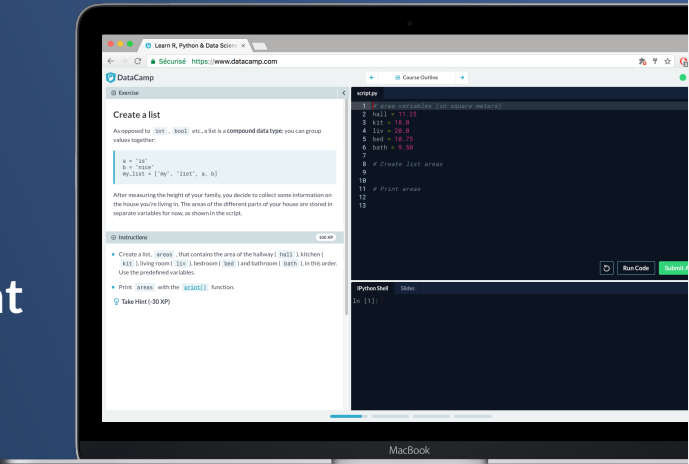 Learn R, Python & Data Scienc ×
Sécurisé https://www.datacamp.com
DataCamp
Course Outline
Exercise
script.py
Create a list
As opposed to int , bool etc., a list is a compound data type; you can group
values together:
a = "is"
b = "nice"
my_list = ["my", "list", a, b]
After measuring the height of your family, you decide to collect some information on
the house you're living in. The areas of the different parts of your house are stored in
separate variables for now, as shown in the script.
Instructions
100 XP
Create a list, areas , that contains the area of the hallway ( hall ), kitchen (
kit ), living room ( liv ), bedroom ( bed ) and bathroom ( bath ), in this order.
Use the predefined variables.
Print areas with the print() function.
Take Hint (-30 XP)
1 # area variables (in square meters)
2 hall = 11.25
3 kit = 18.0
4 liv = 20.0
5 bed = 10.75
6 bath = 9.50
7
8 # Create list areas
9
10
11 # Print areas
12
13
Run Code
Submit A
IPython Shell
Slides
In [1]:
MacBook